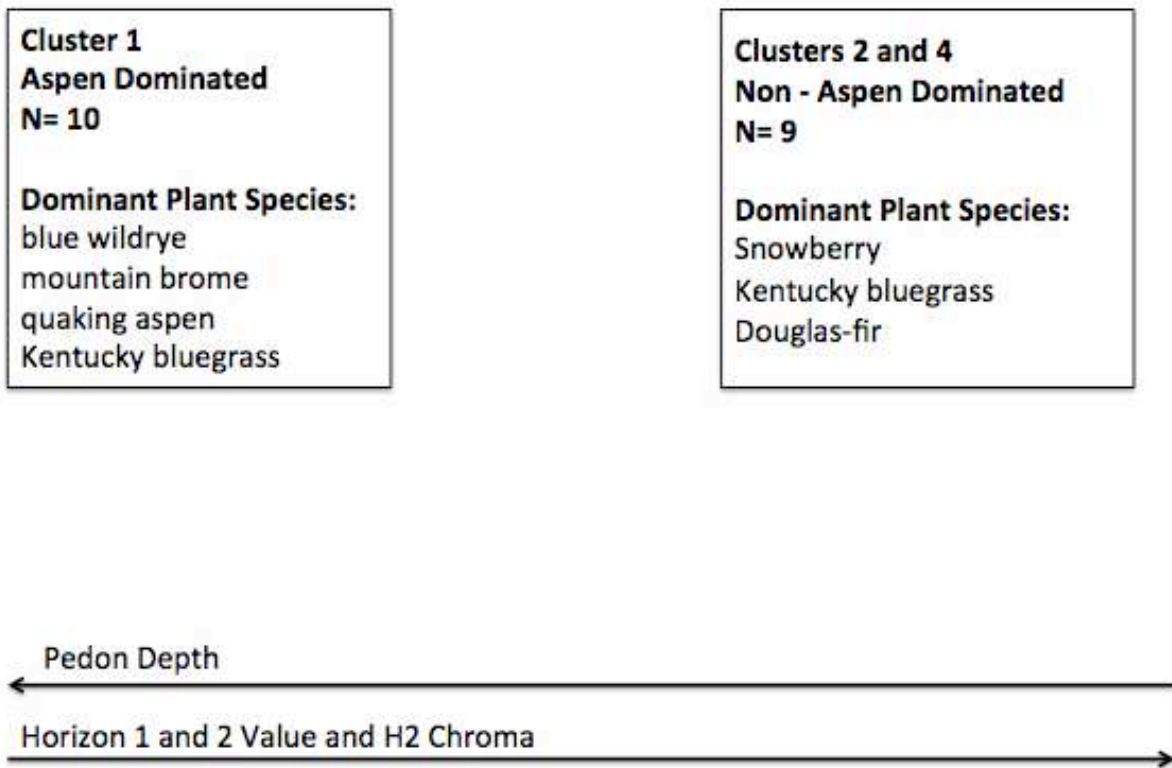 Cluster 1
Aspen Dominated
N= 10
Dominant Plant Species:
blue wildrye
mountain brome
quaking aspen
Kentucky bluegrass
Clusters 2 and 4
Non - Aspen Dominated
N= 9
Dominant Plant Species:
Snowberry
Kentucky bluegrass
Douglas-fir
Pedon Depth
Horizon 1 and 2 Value and H2 Chroma